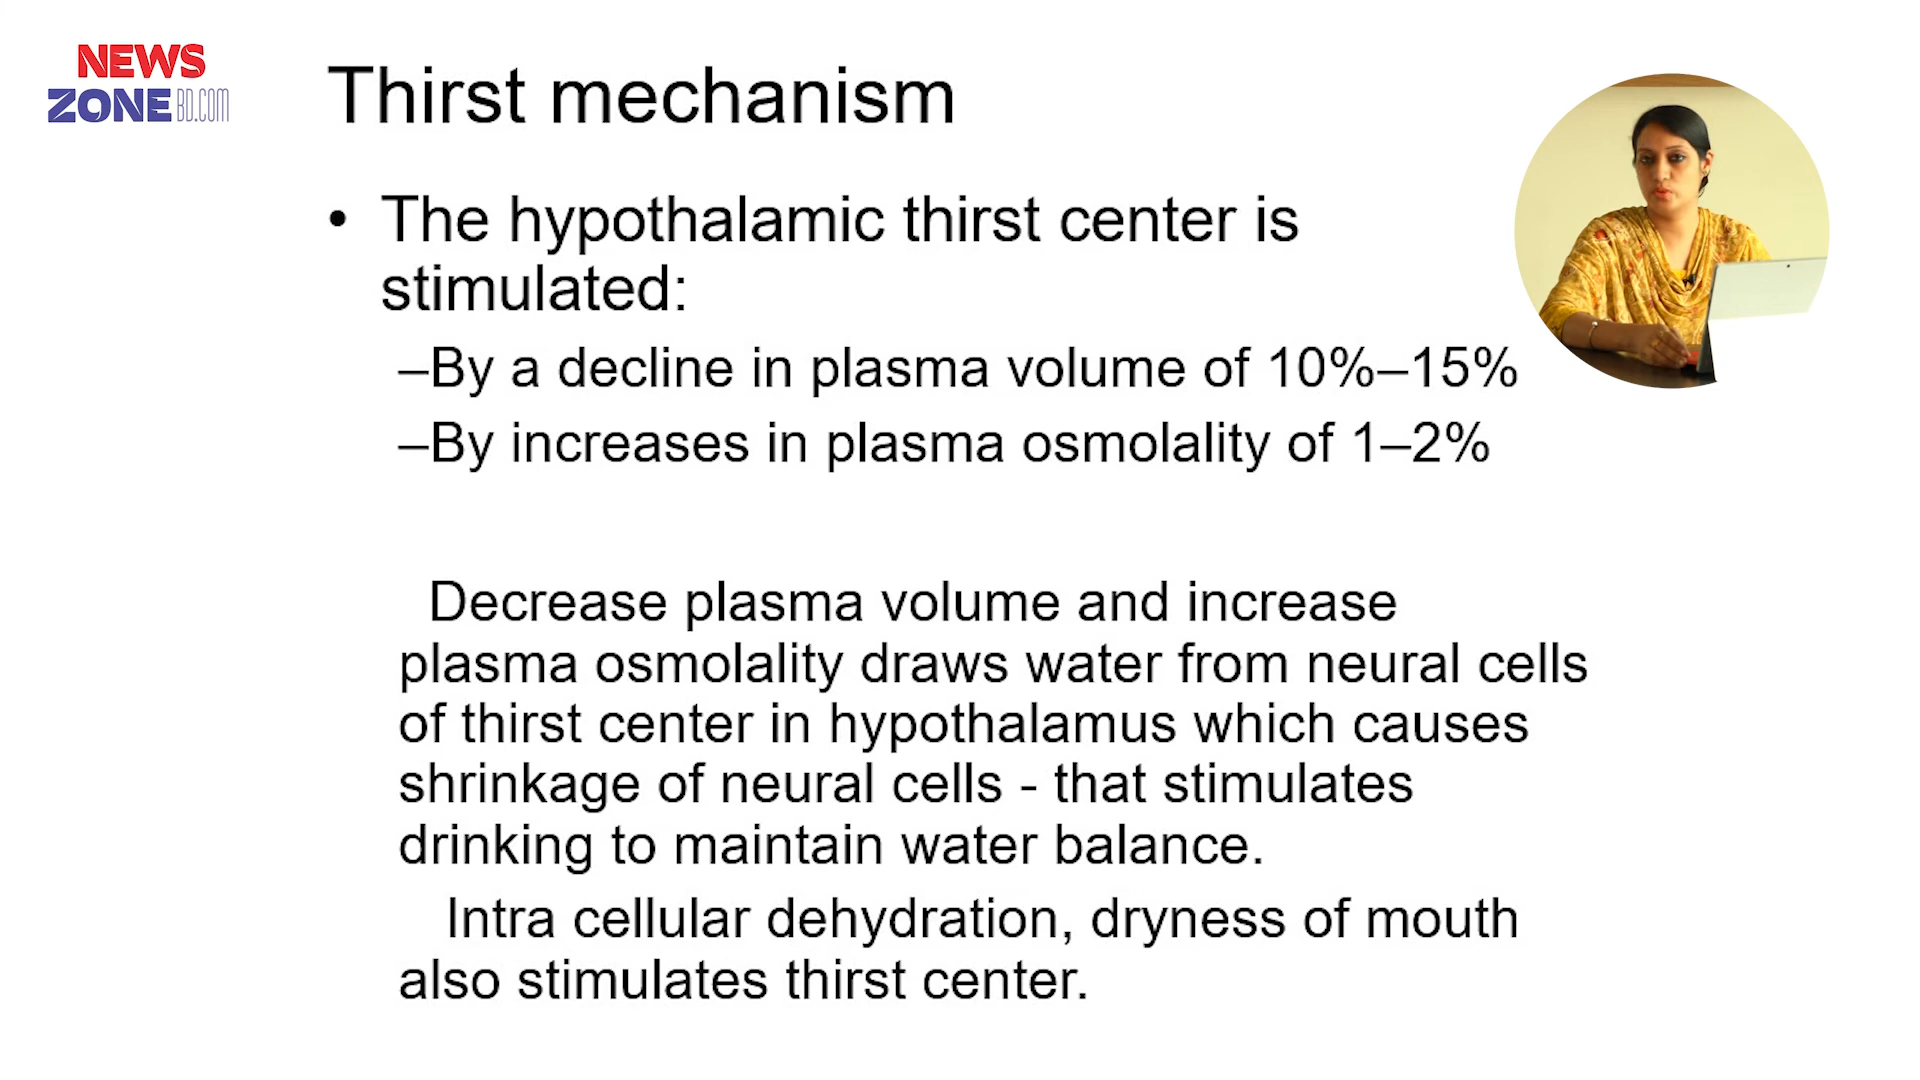 NEWS
ZONE BD.COM
Thirst mechanism
• The hypothalamic thirst center is
stimulated:
–By a decline in plasma volume of 10%–15%
–By increases in plasma osmolality of 1–2%
Decrease plasma volume and increase
plasma osmolality draws water from neural cells
of thirst center in hypothalamus which causes
shrinkage of neural cells - that stimulates
drinking to maintain water balance.
Intra cellular dehydration, dryness of mouth
also stimulates thirst center.